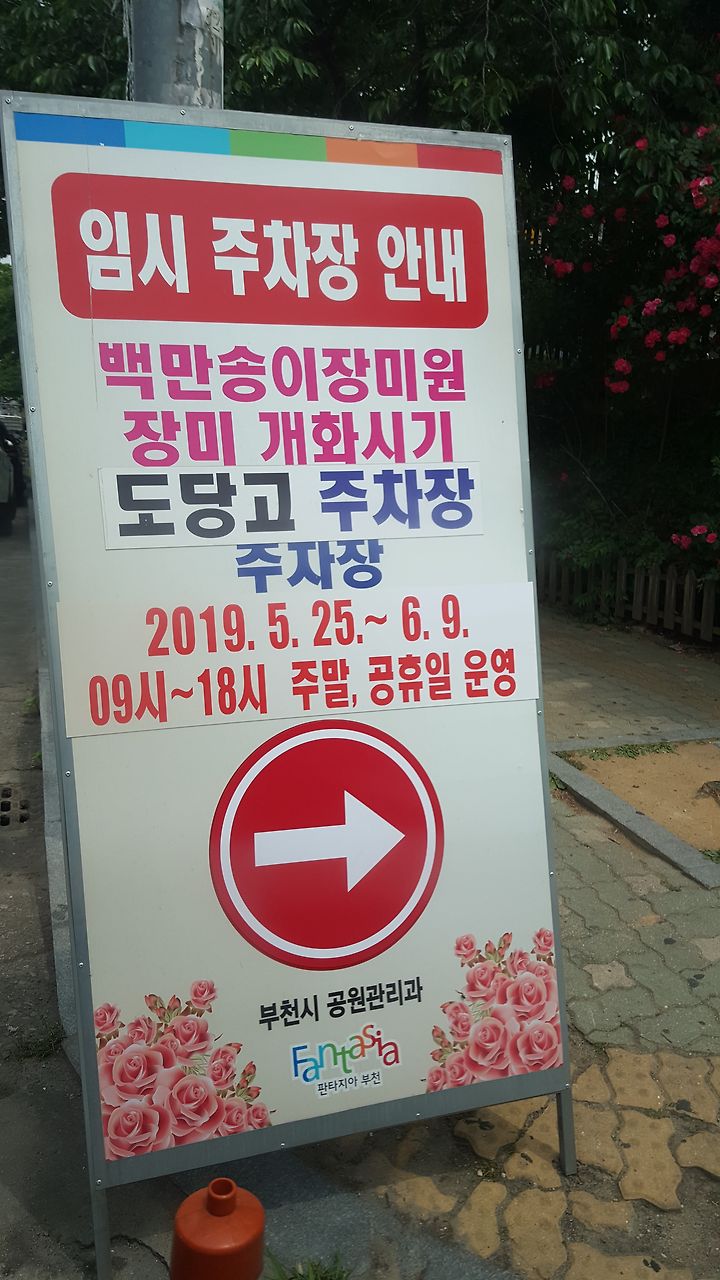 임시 주차장 안내
백만송이장미원
장미 개화시기
도당고 주차장
주차장
2019. 5. 25.~ 6. 9.
09시~18시 주말, 공휴일 운영
부천시 공원관리과
Fantasia
판타지아 부천